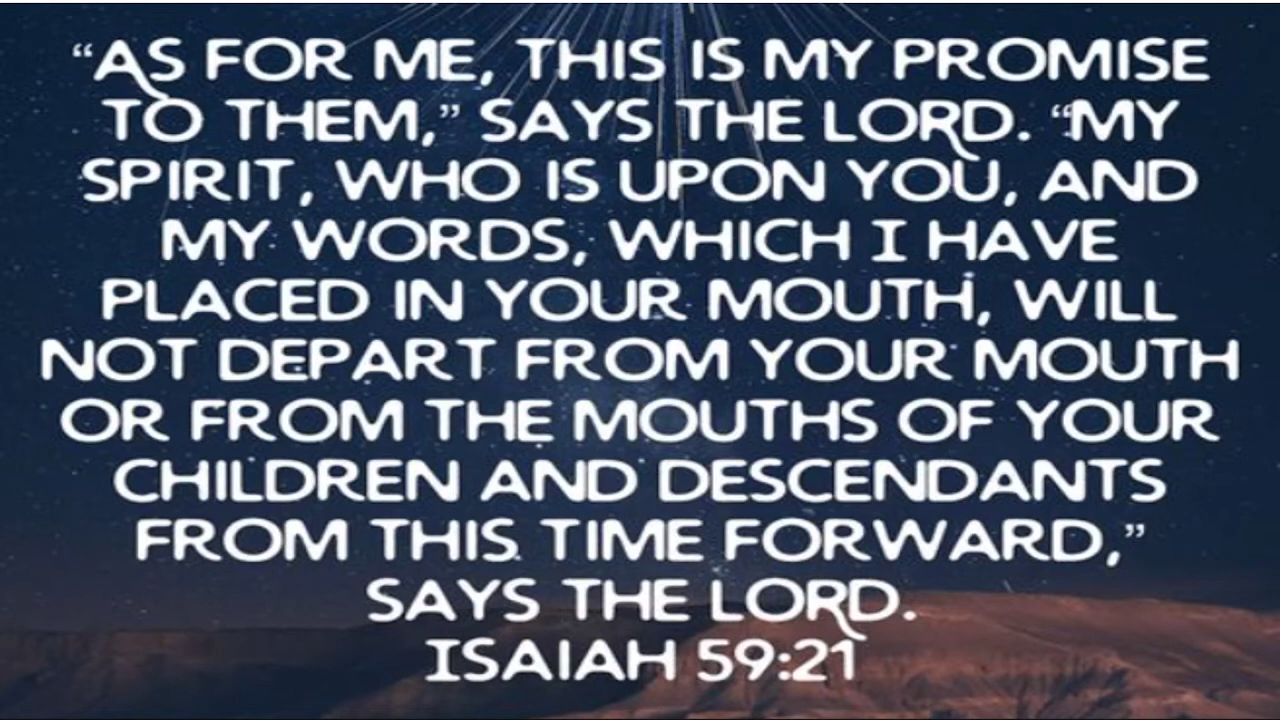 “AS FOR ME, THIS IS MY PROMISE
TO THEM,” SAYS THE LORD. “MY
SPIRIT, WHO IS UPON YOU, AND
MY WORDS, WHICH I HAVE
PLACED IN YOUR MOUTH, WILL
NOT DEPART FROM YOUR MOUTH
OR FROM THE MOUTHS OF YOUR
CHILDREN AND DESCENDANTS
FROM THIS TIME FORWARD,”
SAYS THE LORD.
ISAIAH 59:21